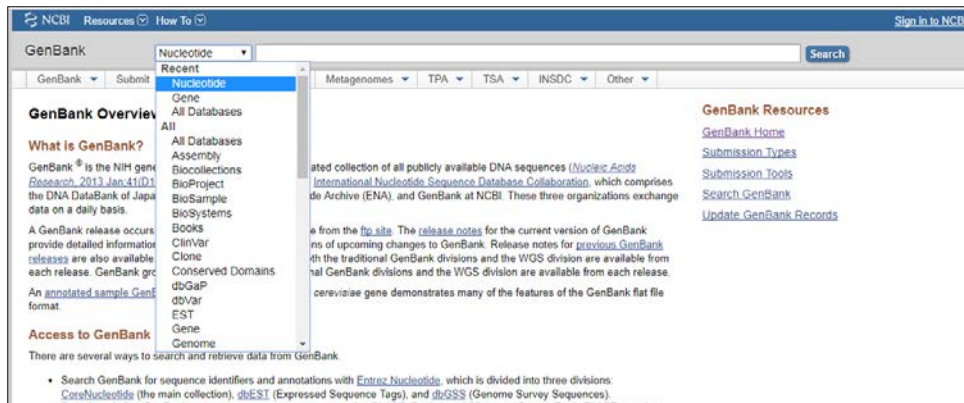 NCBI Resources How To Sign in to NCB
GenBank Nucleotide Search
GenBank Submit Metagenomes TPA TSA INSDC Other
Recent
Nucleotide
Gene
All Databases
All
All Databases
Assembly
Biocollections
BioProject
BioSample
BioSystems
Books
ClinVar
Clone
Conserved Domains
dbGaP
dbVar
EST
Gene
Genome
GenBank Overview
What is GenBank?
GenBank ® is the NIH gene ated collection of all publicly available DNA sequences (Nucleic Acids
Research, 2013 Jan;41(D1 International Nucleotide Sequence Database Collaboration, which comprises
the DNA DataBank of Japa de Archive (ENA), and GenBank at NCBI. These three organizations exchange
data on a daily basis.
A GenBank release occurs e from the ftp site. The release notes for the current version of GenBank
provide detailed information ns of upcoming changes to GenBank. Release notes for previous GenBank
releases are also available th the traditional GenBank divisions and the WGS division are available from
each release. GenBank gro nal GenBank divisions and the WGS division are available from each release.
An annotated sample GenB cerevisiae gene demonstrates many of the features of the GenBank flat file
format.
Access to GenBank
There are several ways to search and retrieve data from GenBank.
• Search GenBank for sequence identifiers and annotations with Entrez Nucleotide, which is divided into three divisions:
CoreNucleotide (the main collection), dbEST (Expressed Sequence Tags), and dbGSS (Genome Survey Sequences).
GenBank Resources
GenBank Home
Submission Types
Submission Tools
Search GenBank
Update GenBank Records